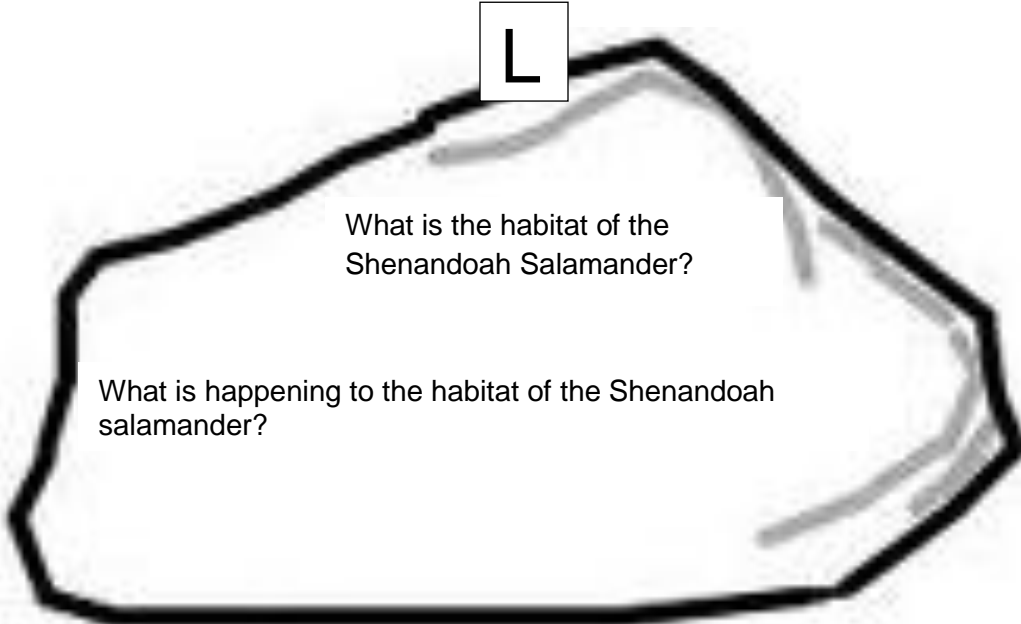 L
What is the habitat of the
Shenandoah Salamander?
What is happening to the habitat of the Shenandoah
salamander?